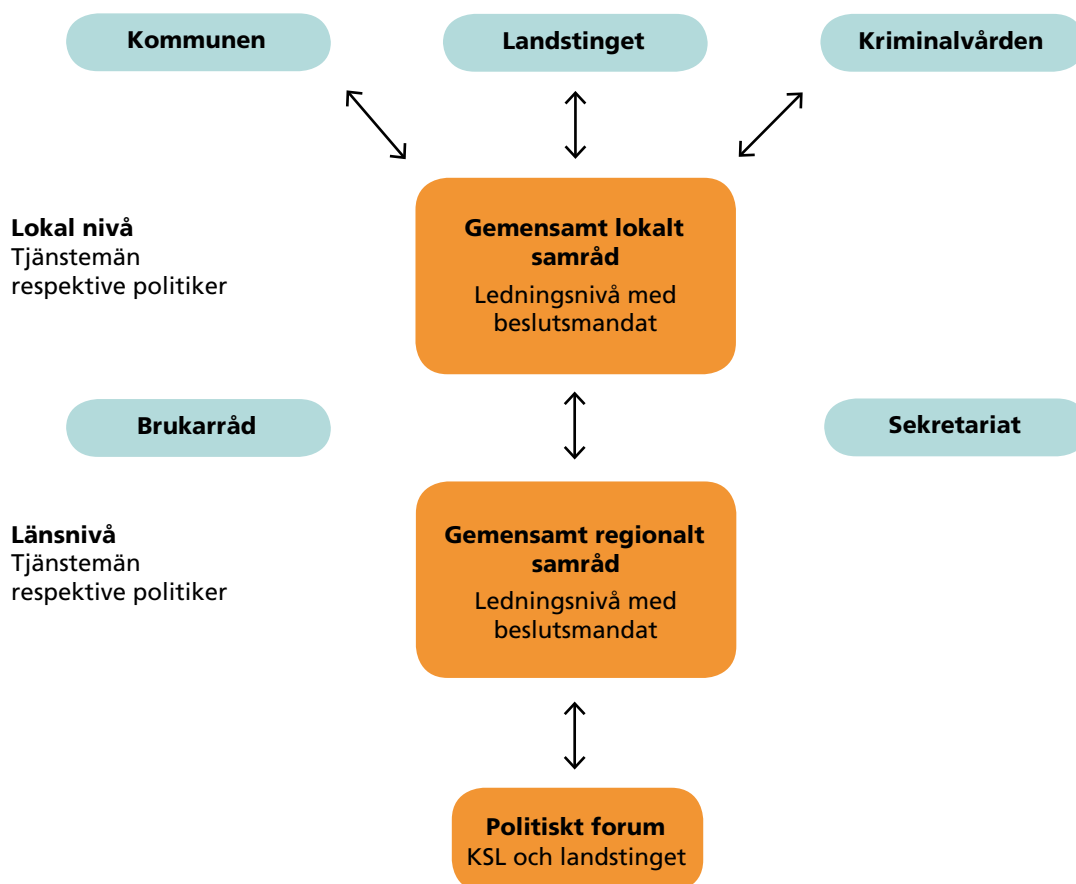 Kommunen
Landstinget
Kriminalvården
Lokal nivå
Tjänstemän
respektive politiker
Gemensamt lokalt
samråd
Ledningsnivå med
beslutsmandat
Brukarråd
Sekretariat
Länsnivå
Tjänstemän
respektive politiker
Gemensamt regionalt
samråd
Ledningsnivå med
beslutsmandat
Politiskt forum
KSL och landstinget